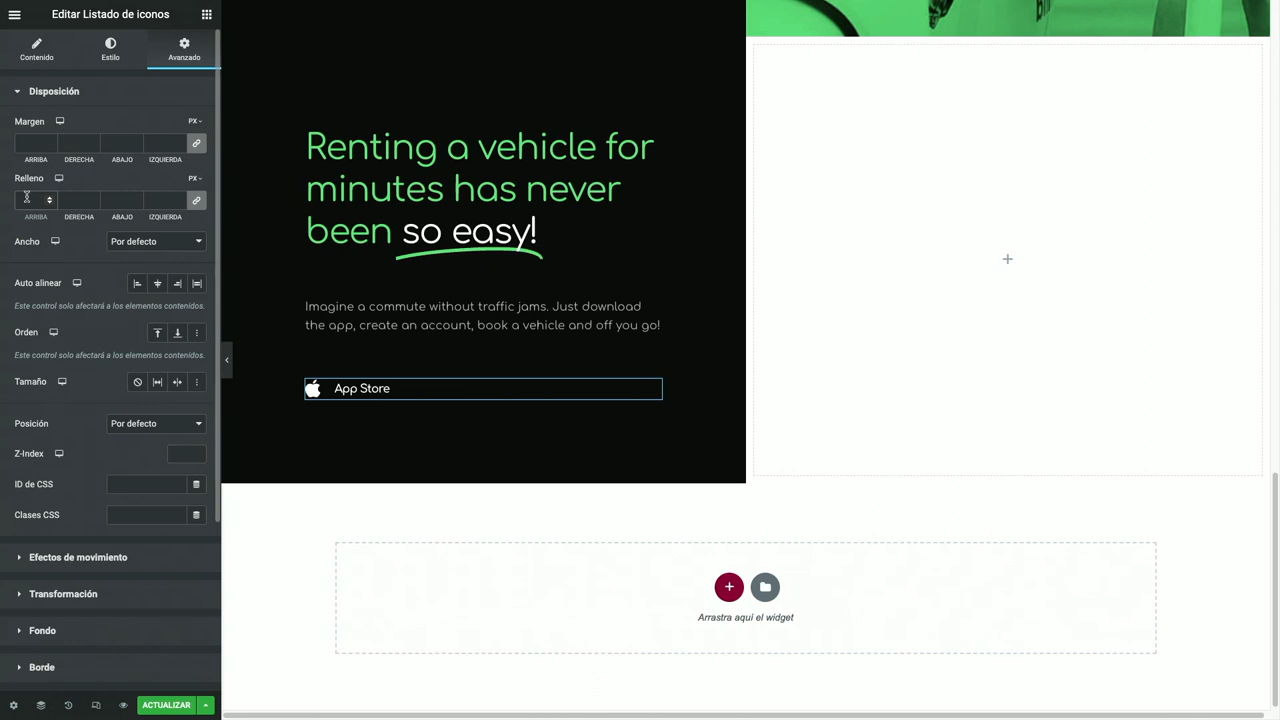 Editar Listado de iconos
Contenido
Estilo
Avanzado
Disposición
Margen
PX
ARRIBA DERECHA ABAJO IZQUIERDA
Relleno
PX
ARRIBA DERECHA ABAJO IZQUIERDA
Ancho
Por defecto
Auto alinear
Este control solo afectará a los elementos contenidos.
Orden
Este control solo afectará a los elementos contenidos.
Tamaño
Posición
Por defecto
Z-Index
ID de CSS
Clases CSS
Efectos de movimiento
Transformación
Fondo
Borde
ACTUALIZAR
Renting a vehicle for
minutes has never
been so easy!
Imagine a commute without traffic jams. Just download
the app, create an account, book a vehicle and off you go!
App Store
Arrastra aquí el widget